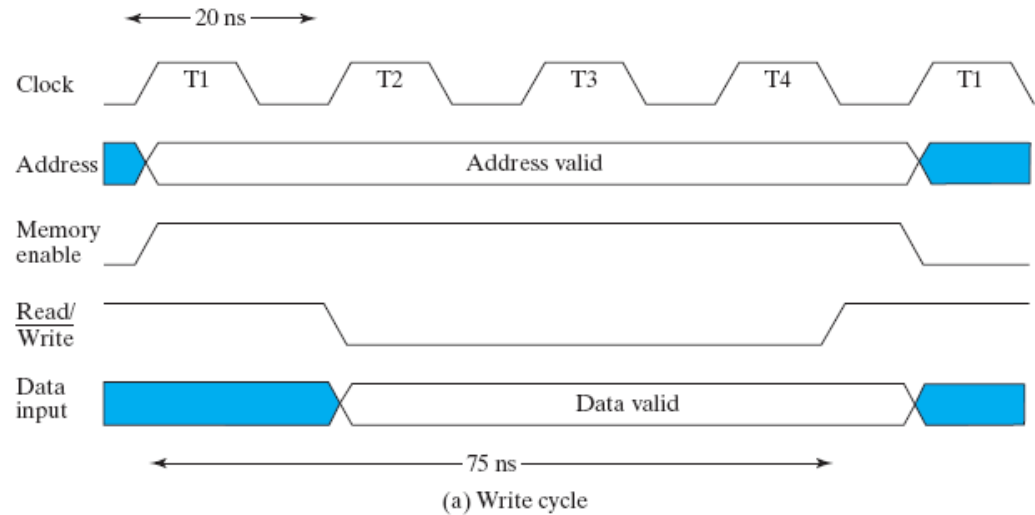 20 ns
Clock T1 T2 T3 T4 T1
Address Address valid
Memory
enable
Read/
Write
Data
input Data valid
75 ns
(a) Write cycle